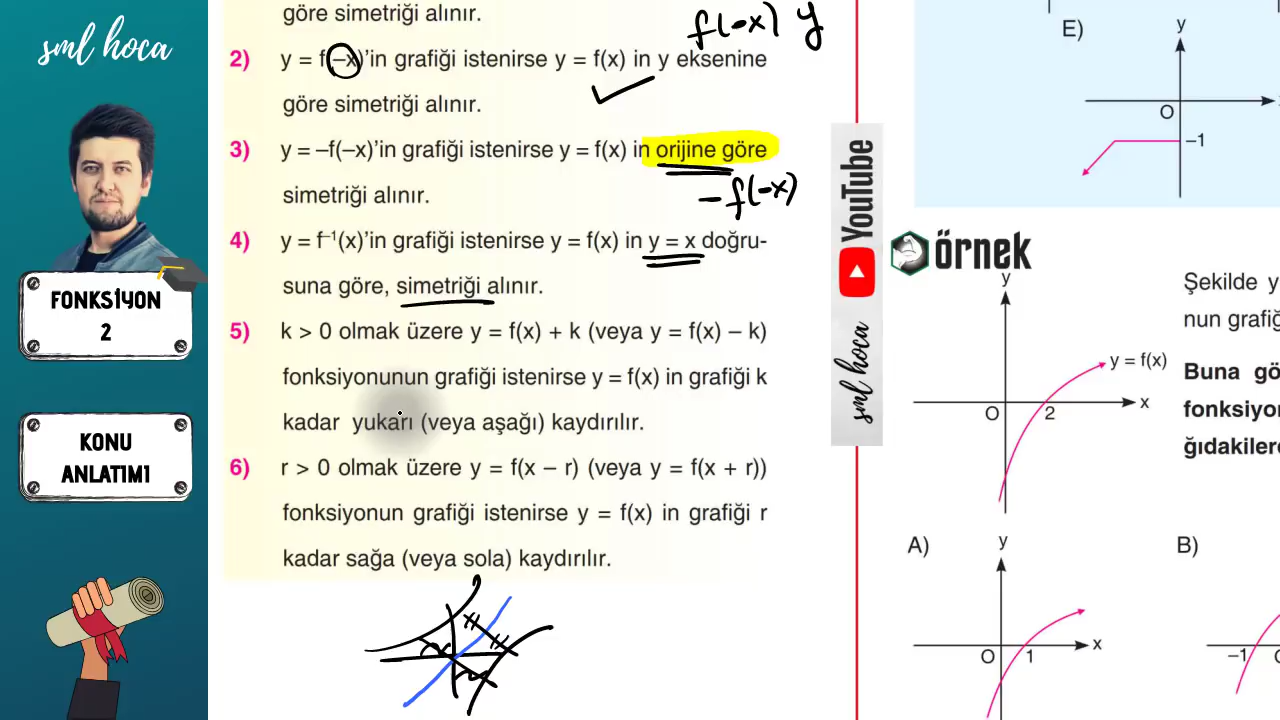 sml hoca
FONKSİYON
2
KONU
ANLATIMI
göre simetriği alınır.
f(-x) y
2) y = f(–x)'in grafiği istenirse y = f(x) in y eksenine
göre simetriği alınır.
3) y = –f(–x)'in grafiği istenirse y = f(x) in orijine göre
simetriği alınır.
-f(-x)
4) y = f⁻¹(x)'in grafiği istenirse y = f(x) in y = x doğru-
suna göre, simetriği alınır.
5) k > 0 olmak üzere y = f(x) + k (veya y = f(x) – k)
fonksiyonunun grafiği istenirse y = f(x) in grafiği k
kadar yukarı (veya aşağı) kaydırılır.
6) r > 0 olmak üzere y = f(x – r) (veya y = f(x + r))
fonksiyonun grafiği istenirse y = f(x) in grafiği r
kadar sağa (veya sola) kaydırılır.
YouTube
sml hoca
E)
y
O
–1
örnek
y
y = f(x)
O 2 x
Şekilde y
nun grafiğ
Buna gö
fonksiyon
ğıdakilerd
A)
y
O 1 x
B)
–1